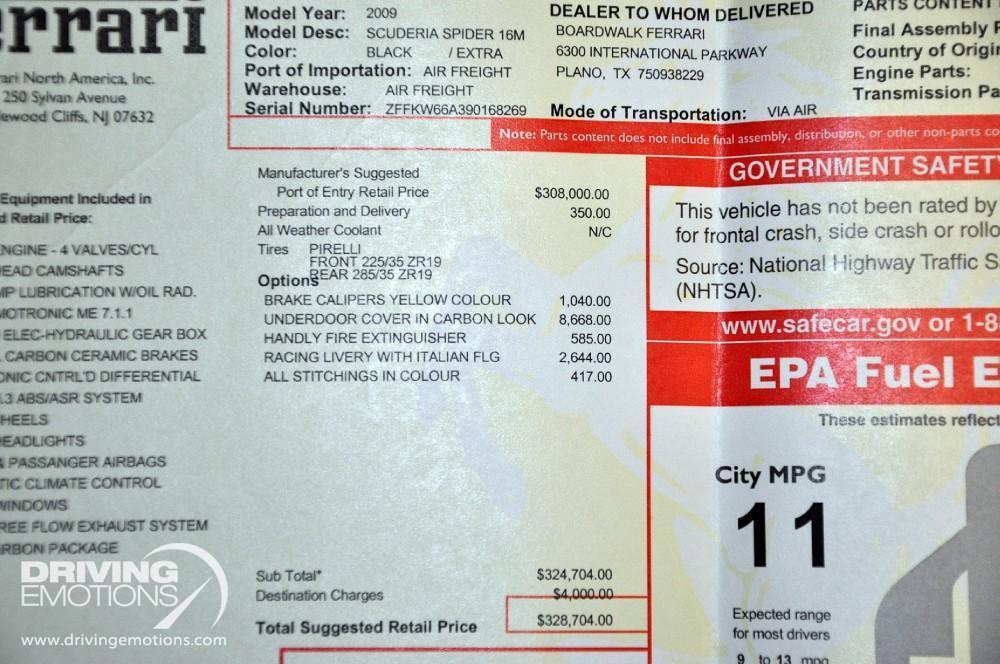 errari
Model Year: 2009
Model Desc: SCUDERIA SPIDER 16M
Color: BLACK / EXTRA
Port of Importation: AIR FREIGHT
Warehouse: AIR FREIGHT
Serial Number: ZFFKW66A390168269
DEALER TO WHOM DELIVERED
BOARDWALK FERRARI
6300 INTERNATIONAL PARKWAY
PLANO, TX 750938229
Mode of Transportation: VIA AIR
PARTS CONTENT
Final Assembly P
Country of Origi
Engine Parts:
Transmission Pa
ari North America, Inc.
250 Sylvan Avenue
ewood Cliffs, NJ 07632
Note: Parts content does not include final assembly, distribution, or other non-parts co
Equipment Included in
d Retail Price:
NGINE - 4 VALVES/CYL
EAD CAMSHAFTS
MP LUBRICATION W/OIL RAD.
MOTRONIC ME 7.1.1
ELEC-HYDRAULIC GEAR BOX
CARBON CERAMIC BRAKES
ONIC CNTRL'D DIFFERENTIAL
.3 ABS/ASR SYSTEM
HEELS
EADLIGHTS
& PASSANGER AIRBAGS
TIC CLIMATE CONTROL
WINDOWS
REE FLOW EXHAUST SYSTEM
RBON PACKAGE
Manufacturer's Suggested
Port of Entry Retail Price $308,000.00
Preparation and Delivery 350.00
All Weather Coolant N/C
Tires PIRELLI
FRONT 225/35 ZR19
REAR 285/35 ZR19
Options
BRAKE CALIPERS YELLOW COLOUR 1,040.00
UNDERDOOR COVER IN CARBON LOOK 8,668.00
HANDLY FIRE EXTINGUISHER 585.00
RACING LIVERY WITH ITALIAN FLG 2,644.00
ALL STITCHINGS IN COLOUR 417.00
Sub Total* $324,704.00
Destination Charges $4,000.00
Total Suggested Retail Price $328,704.00
GOVERNMENT SAFETY
This vehicle has not been rated by
for frontal crash, side crash or rollo
Source: National Highway Traffic S
(NHTSA).
www.safecar.gov or 1-8
EPA Fuel E
These estimates reflect
City MPG
11
Expected range
for most drivers
9 to 13 mpg
DRIVING
EMOTIONS
www.drivingemotions.com